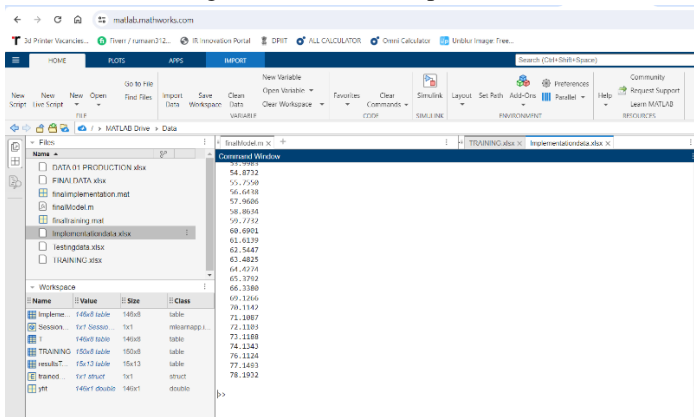 matlab.mathworks.com
3d Printer Vacancies... Fiverr / rumaan312... IR Innovation Portal DPIIT ALL CALCULATOR Omni Calculator Unblur Image: Free...
HOME PLOTS APPS IMPORT Search (Ctrl+Shift+Space)
New Script New Live Script New Open Go to File Find Files Import Data Save Workspace Clean Data New Variable Open Variable Clear Workspace Favorites Clear Commands Simulink Layout Set Path Add-Ons Preferences Parallel Help Community Request Support Learn MATLAB
FILE VARIABLE CODE SIMULINK ENVIRONMENT RESOURCES
/ > MATLAB Drive > Data
Files
Name
DATA 01 PRODUCTION.xlsx
FINALDATA.xlsx
finalimplementation.mat
finalModel.m
finaltraining.mat
Implementationdata.xlsx
Testingdata.xlsx
TRAINING.xlsx
Workspace
Name Value Size Class
Impleme... 146x8 table 146x8 table
Session... 1x1 Sessio... 1x1 mlearnapp.i...
T 146x8 table 146x8 table
TRAINING 150x8 table 150x8 table
resultsT... 15x13 table 15x13 table
trained... 1x1 struct 1x1 struct
yfit 146x1 double 146x1 double
finalModel.m × +
TRAINING.xlsx × Implementationdata.xlsx ×
Command Window
54.8732
55.7550
56.6438
57.9606
58.8634
59.7732
60.6901
61.6139
62.5447
63.4825
64.4274
65.3792
66.3380
69.1266
70.1142
71.1087
72.1103
73.1188
74.1343
76.1124
77.1493
78.1932
>>